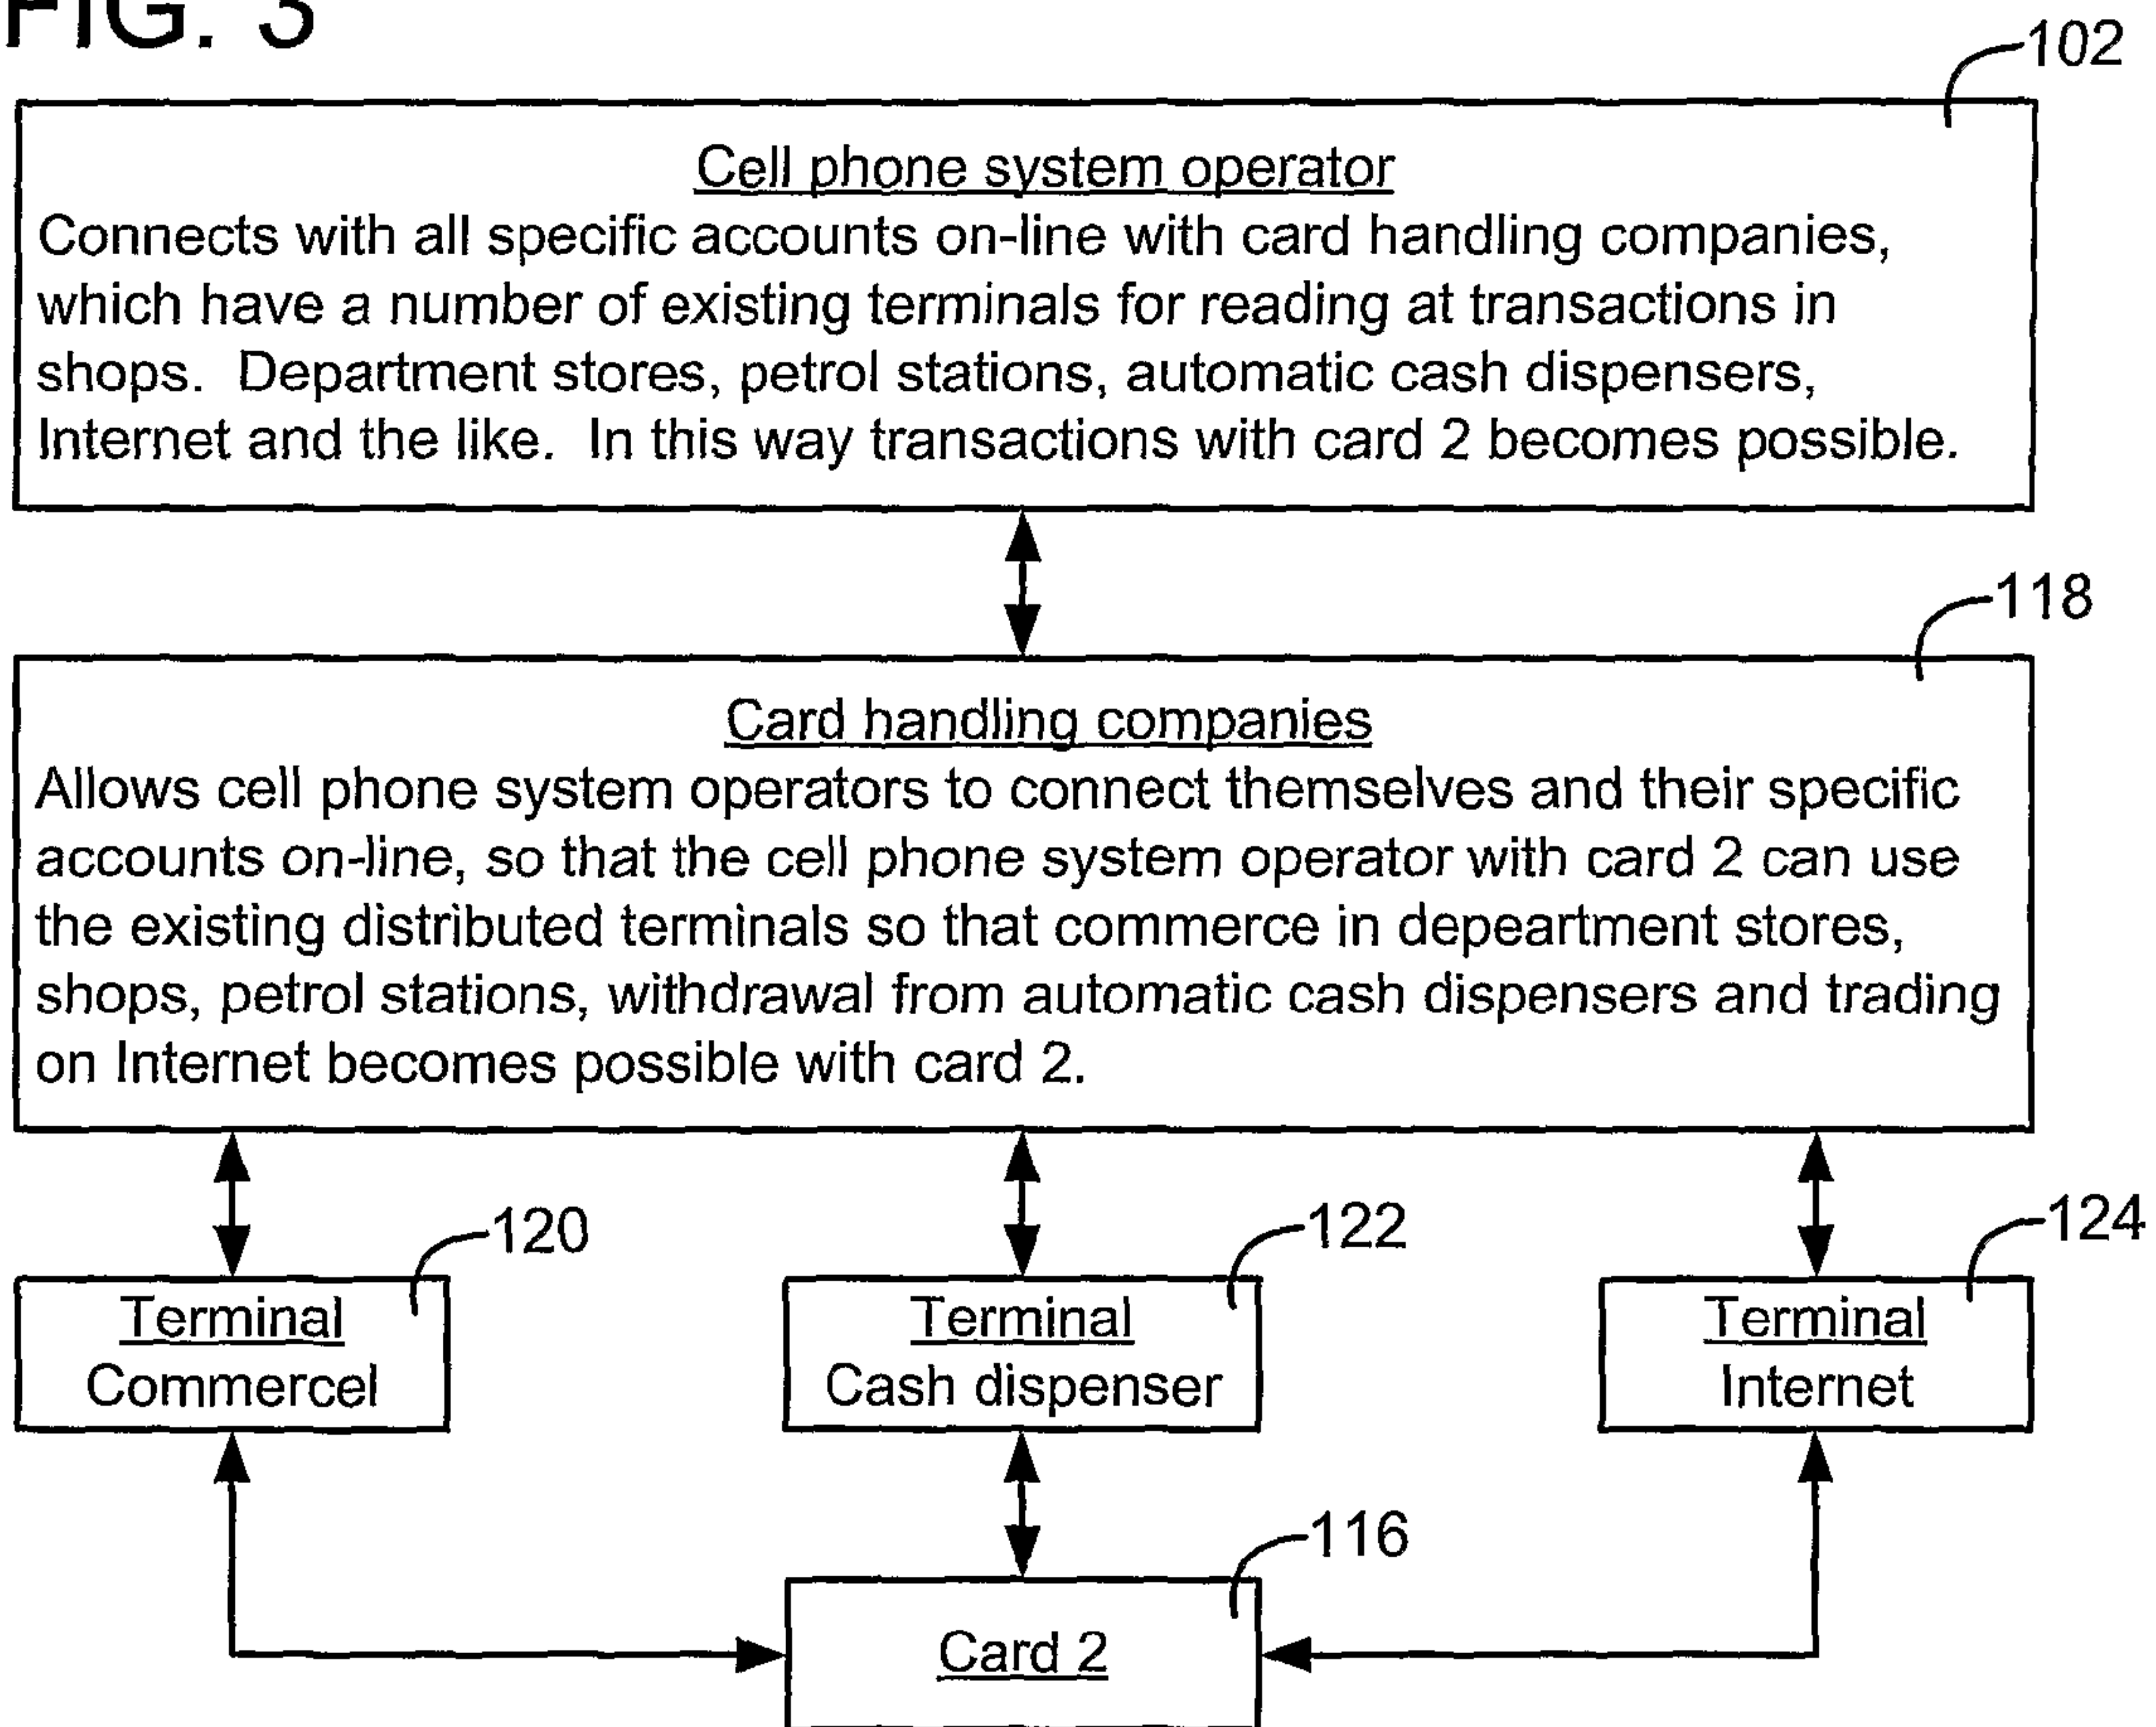 FIG. 3
102
Cell phone system operator
Connects with all specific accounts on-line with card handling companies,
which have a number of existing terminals for reading at transactions in
shops. Department stores, petrol stations, automatic cash dispensers,
Internet and the like. In this way transactions with card 2 becomes possible.
118
Card handling companies
Allows cell phone system operators to connect themselves and their specific
accounts on-line, so that the cell phone system operator with card 2 can use
the existing distributed terminals so that commerce in depeartment stores,
shops, petrol stations, withdrawal from automatic cash dispensers and trading
on Internet becomes possible with card 2.
120
122
124
Terminal
Commercel
Terminal
Cash dispenser
Terminal
Internet
116
Card 2